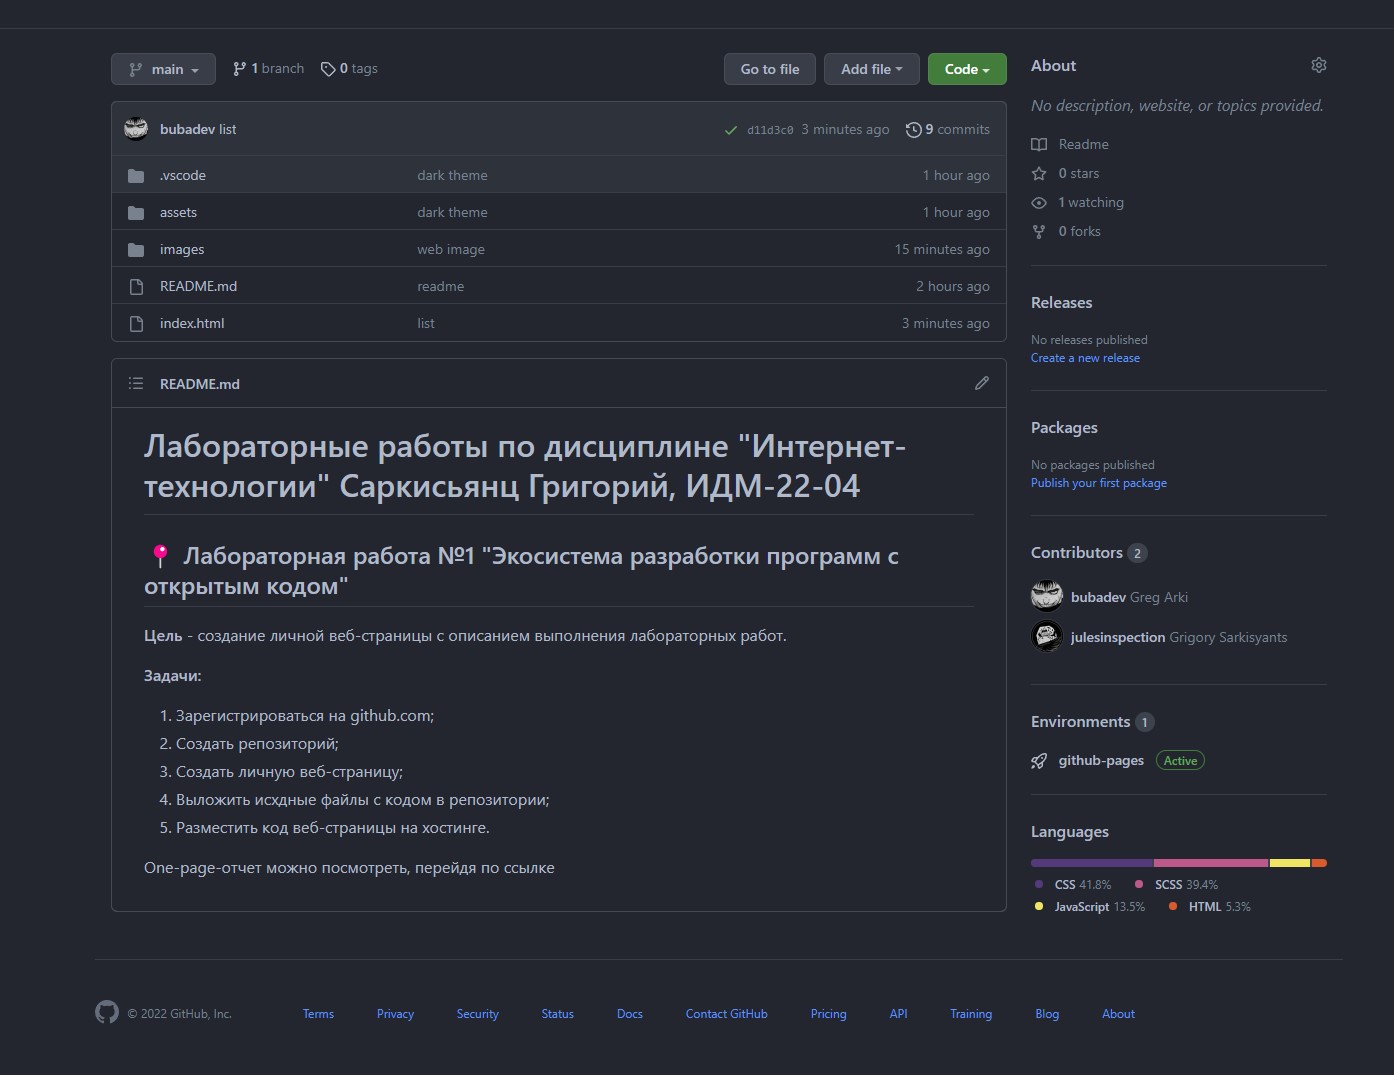 main
1 branch
0 tags
Go to file
Add file
Code
bubadev list
d11d3c0 3 minutes ago
9 commits
.vscode dark theme 1 hour ago
assets dark theme 1 hour ago
images web image 15 minutes ago
README.md readme 2 hours ago
index.html list 3 minutes ago
README.md
Лабораторные работы по дисциплине "Интернет-
технологии" Саркисьянц Григорий, ИДМ-22-04
Лабораторная работа №1 "Экосистема разработки программ с
открытым кодом"
Цель - создание личной веб-страницы с описанием выполнения лабораторных работ.
Задачи:
1. Зарегистрироваться на github.com;
2. Создать репозиторий;
3. Создать личную веб-страницу;
4. Выложить исхдные файлы с кодом в репозитории;
5. Разместить код веб-страницы на хостинге.
One-page-отчет можно посмотреть, перейдя по ссылке
About
No description, website, or topics provided.
Readme
0 stars
1 watching
0 forks
Releases
No releases published
Create a new release
Packages
No packages published
Publish your first package
Contributors 2
bubadev Greg Arki
julesinspection Grigory Sarkisyants
Environments 1
github-pages Active
Languages
CSS 41.8% SCSS 39.4%
JavaScript 13.5% HTML 5.3%
© 2022 GitHub, Inc. Terms Privacy Security Status Docs Contact GitHub Pricing API Training Blog About